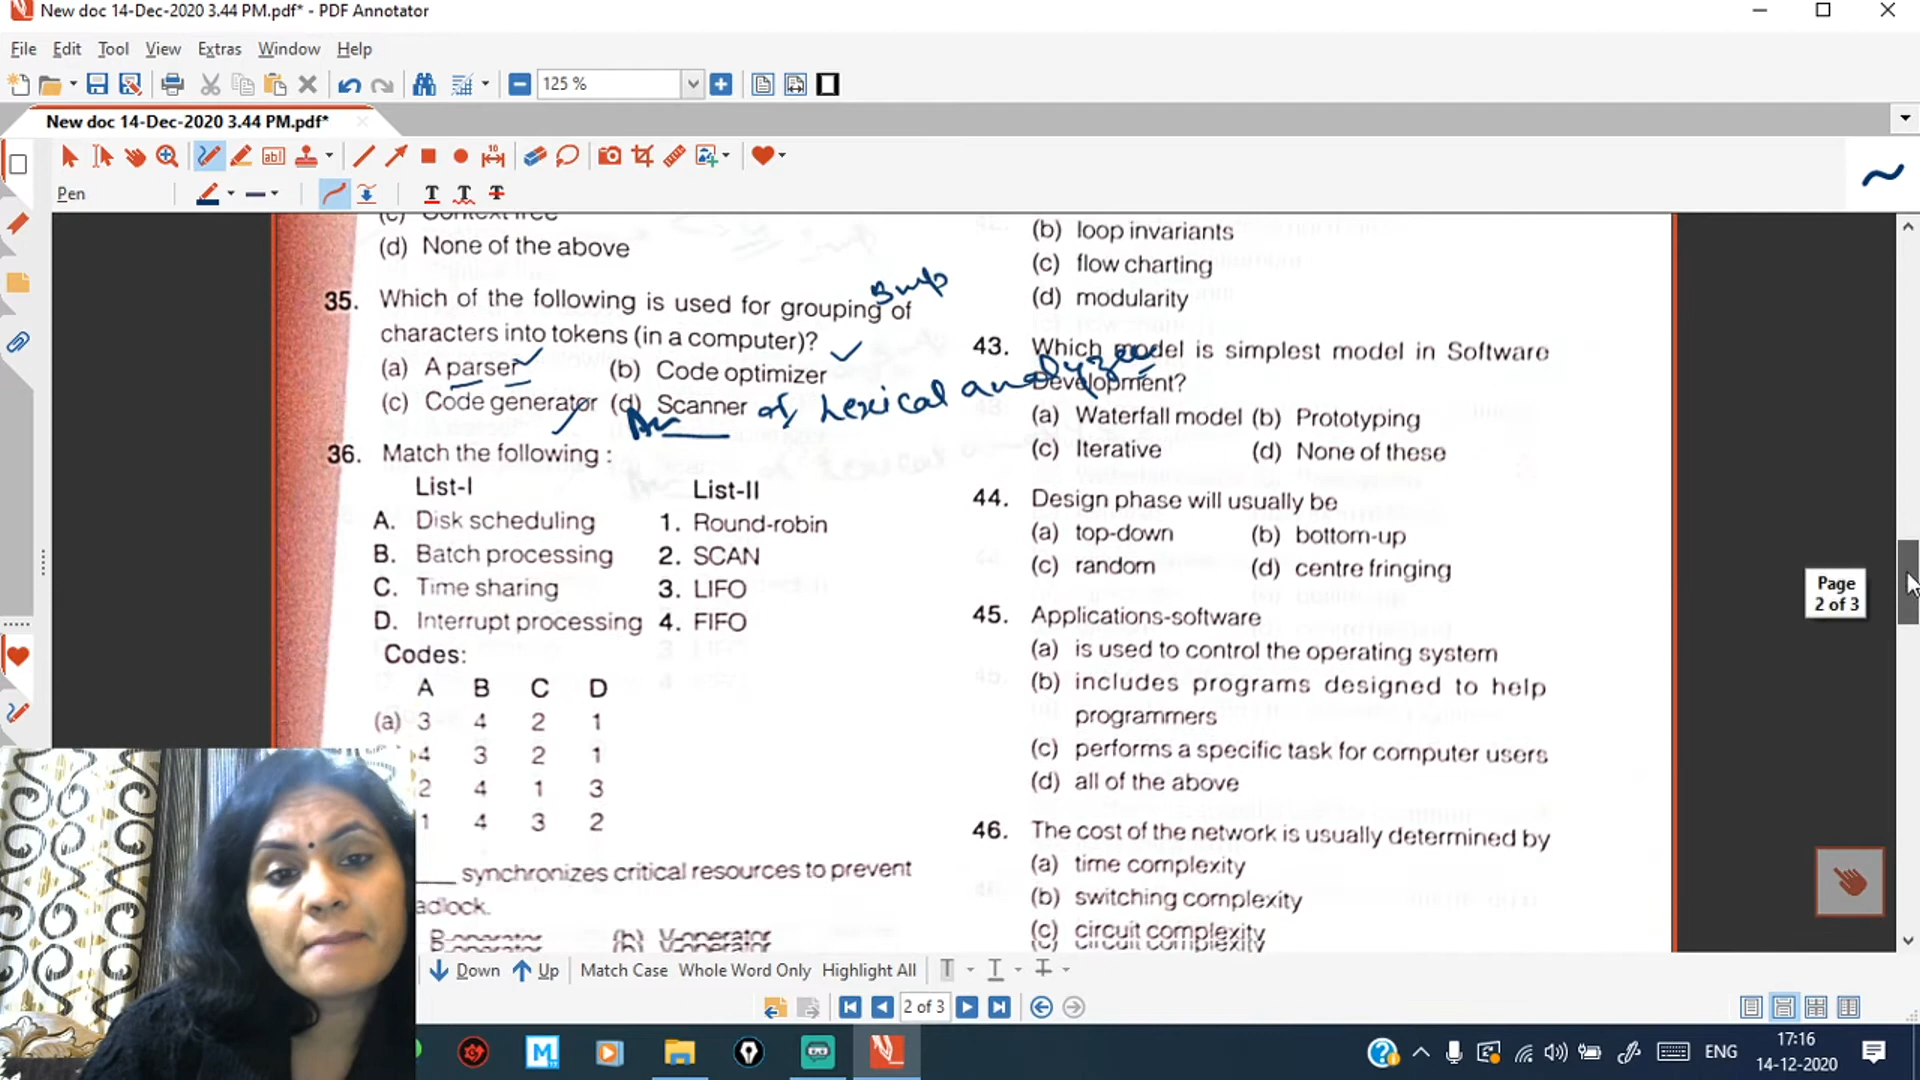 New doc 14-Dec-2020 3.44 PM.pdf* - PDF Annotator
File Edit Tool View Extras Window Help
125 %
New doc 14-Dec-2020 3.44 PM.pdf*
Pen
(c) Context free
(d) None of the above
35. Which of the following is used for grouping of
characters into tokens (in a computer)?
(a) A parser (b) Code optimizer
(c) Code generator (d) Scanner or Lexical analyzer
36. Match the following :
List-I List-II
A. Disk scheduling 1. Round-robin
B. Batch processing 2. SCAN
C. Time sharing 3. LIFO
D. Interrupt processing 4. FIFO
Codes:
A B C D
(a) 3 4 2 1
4 3 2 1
2 4 1 3
1 4 3 2
synchronizes critical resources to prevent
adlock.
(b) V-operator
(b) loop invariants
(c) flow charting
(d) modularity
43. Which model is simplest model in Software
Development?
(a) Waterfall model (b) Prototyping
(c) Iterative (d) None of these
44. Design phase will usually be
(a) top-down (b) bottom-up
(c) random (d) centre fringing
45. Applications-software
(a) is used to control the operating system
(b) includes programs designed to help
programmers
(c) performs a specific task for computer users
(d) all of the above
46. The cost of the network is usually determined by
(a) time complexity
(b) switching complexity
(c) circuit complexity
Page
2 of 3
Down Up Match Case Whole Word Only Highlight All
2 of 3
ENG
17:16
14-12-2020